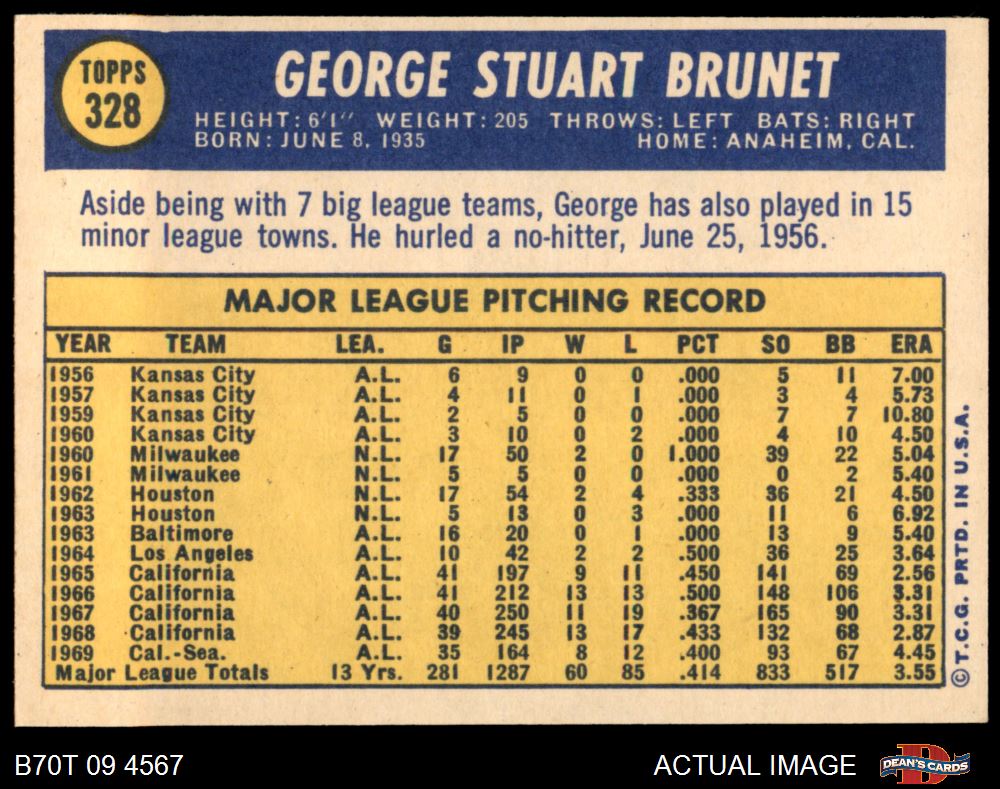 TOPPS
328
GEORGE STUART BRUNET
HEIGHT: 6'1" WEIGHT: 205 THROWS: LEFT BATS: RIGHT
BORN: JUNE 8, 1935 HOME: ANAHEIM, CAL.
Aside being with 7 big league teams, George has also played in 15
minor league towns. He hurled a no-hitter, June 25, 1956.
MAJOR LEAGUE PITCHING RECORD
YEAR TEAM LEA. G IP W L PCT SO BB ERA
1956 Kansas City A.L. 6 9 0 0 .000 5 11 7.00
1957 Kansas City A.L. 4 11 0 1 .000 3 4 5.73
1959 Kansas City A.L. 2 5 0 0 .000 7 7 10.80
1960 Kansas City A.L. 3 10 0 2 .000 4 10 4.50
1960 Milwaukee N.L. 17 50 2 0 1.000 39 22 5.04
1961 Milwaukee N.L. 5 5 0 0 .000 0 2 5.40
1962 Houston N.L. 17 54 2 4 .333 36 21 4.50
1963 Houston N.L. 5 13 0 3 .000 11 6 6.92
1963 Baltimore A.L. 16 20 0 1 .000 13 9 5.40
1964 Los Angeles A.L. 10 42 2 2 .500 36 25 3.64
1965 California A.L. 41 197 9 11 .450 141 69 2.56
1966 California A.L. 41 212 13 13 .500 148 106 3.31
1967 California A.L. 40 250 11 19 .367 165 90 3.31
1968 California A.L. 39 245 13 17 .433 132 68 2.87
1969 Cal.-Sea. A.L. 35 164 8 12 .400 93 67 4.45
Major League Totals 13 Yrs. 281 1287 60 85 .414 833 517 3.55
©T.C.G. PRTD. IN U.S.A.
B70T 09 4567 ACTUAL IMAGE DEAN'S CARDS